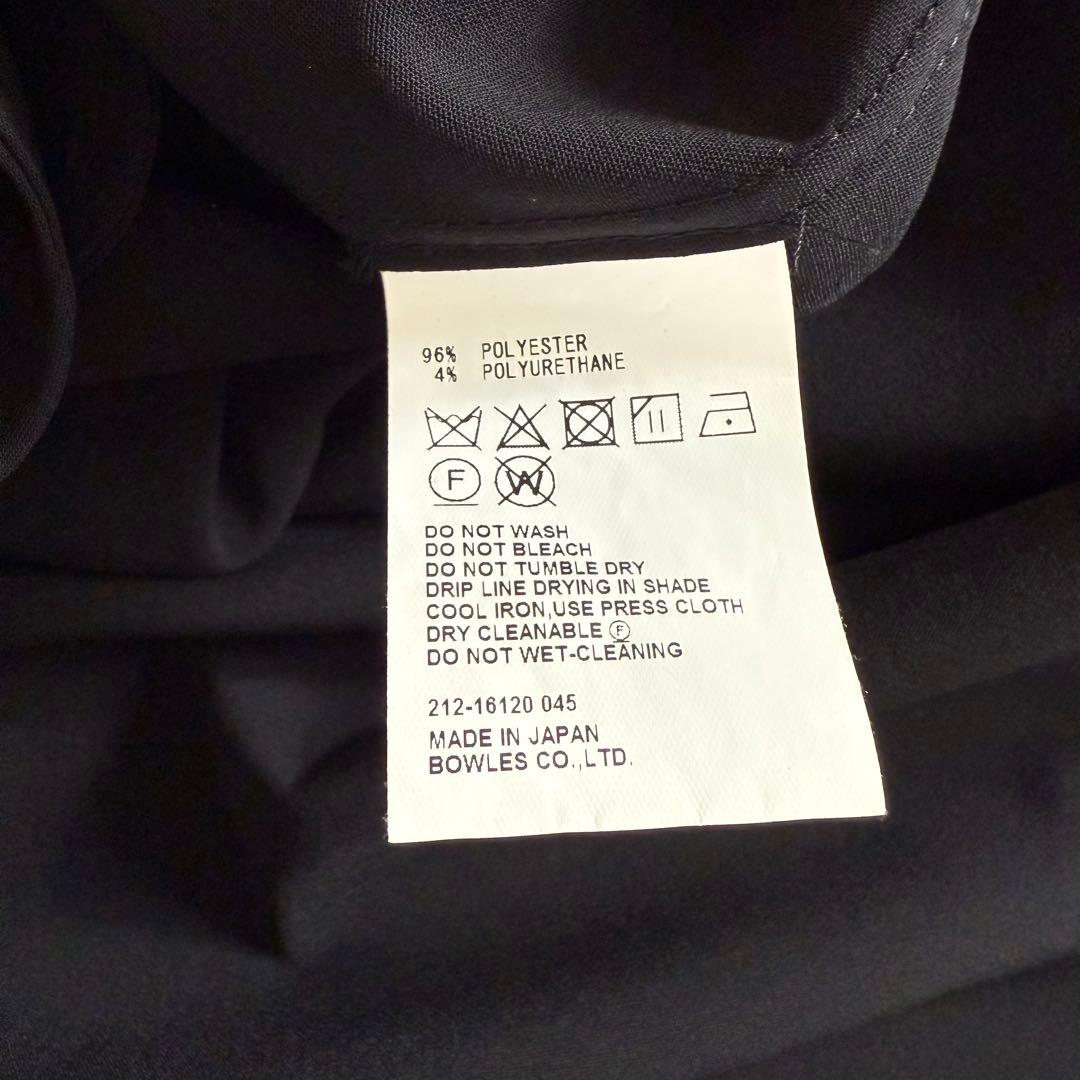 96% POLYESTER
4% POLYURETHANE
F W
DO NOT WASH
DO NOT BLEACH
DO NOT TUMBLE DRY
DRIP LINE DRYING IN SHADE
COOL IRON,USE PRESS CLOTH
DRY CLEANABLE Ⓕ
DO NOT WET-CLEANING
212-16120 045
MADE IN JAPAN
BOWLES CO.,LTD.